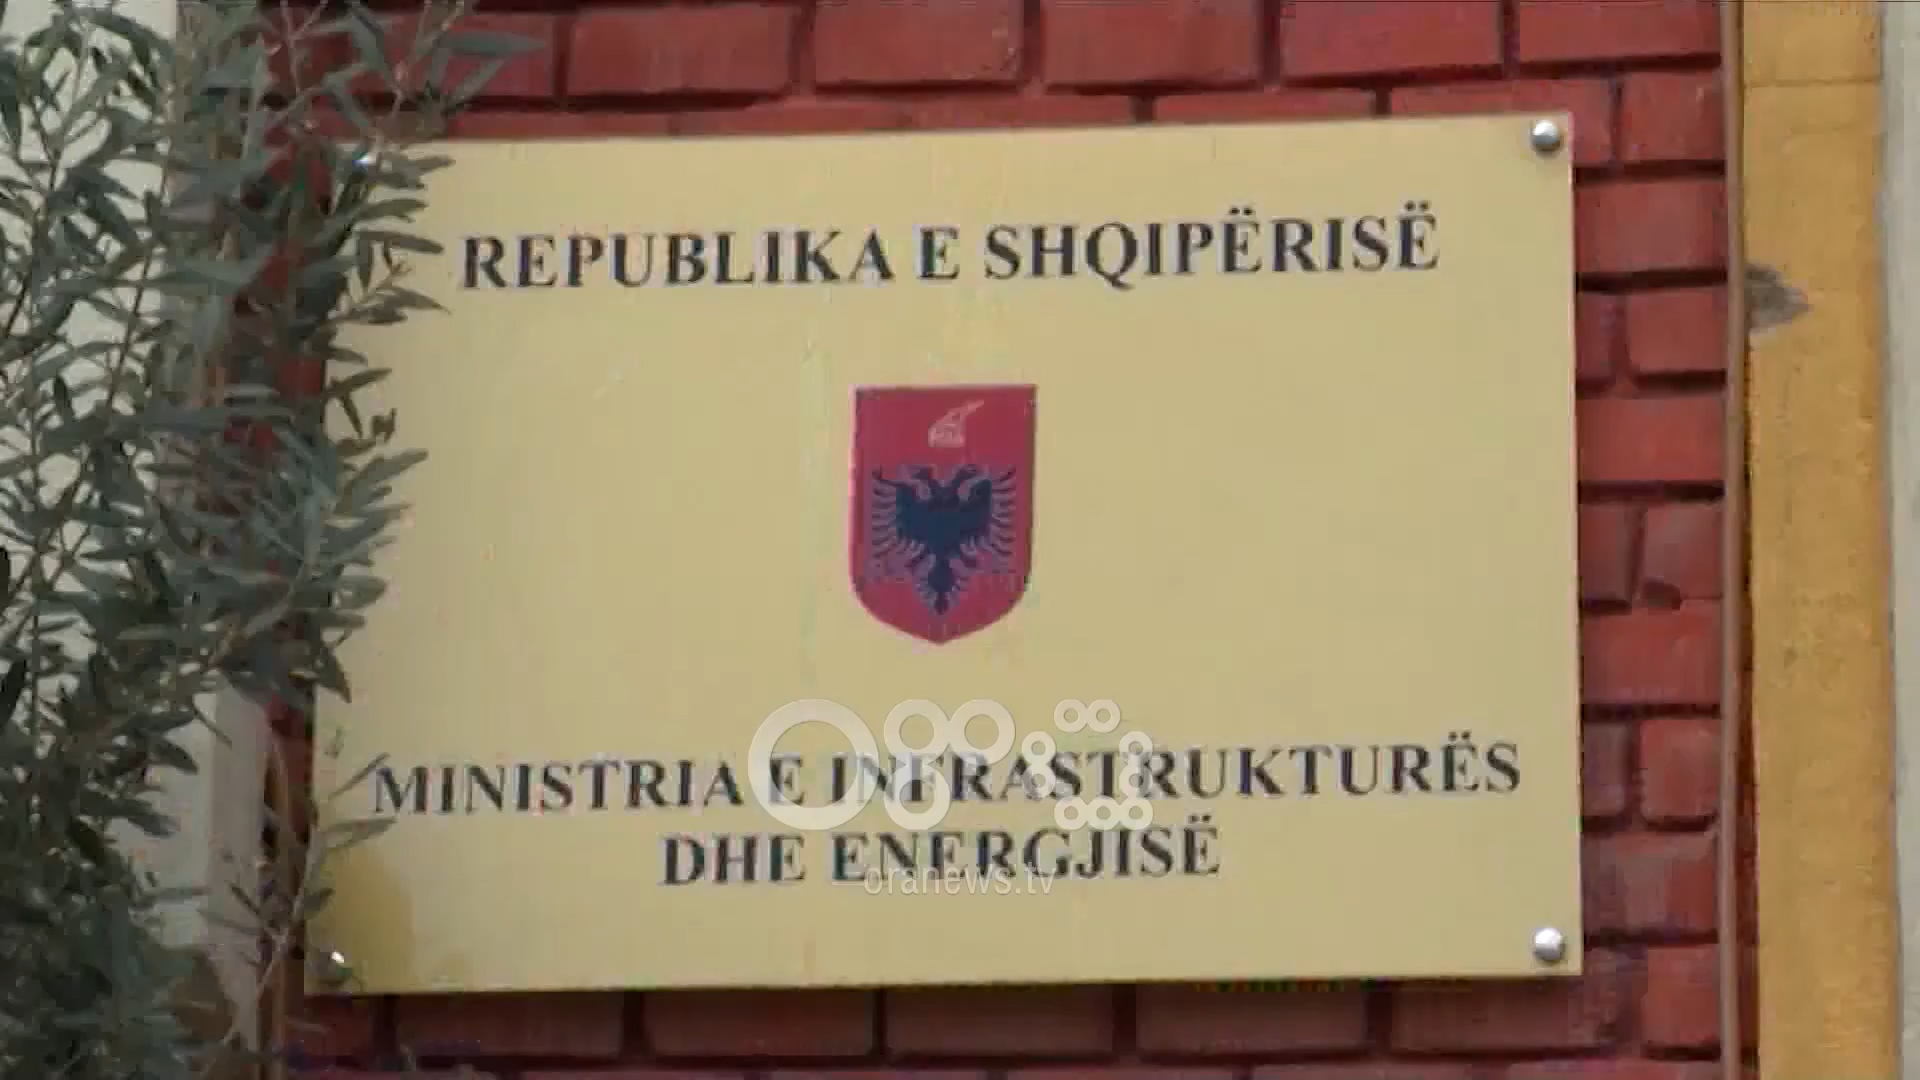 REPUBLIKA E SHQIPËRISË
MINISTRIA E INFRASTRUKTURËS
DHE ENERGJISË
oranews.tv